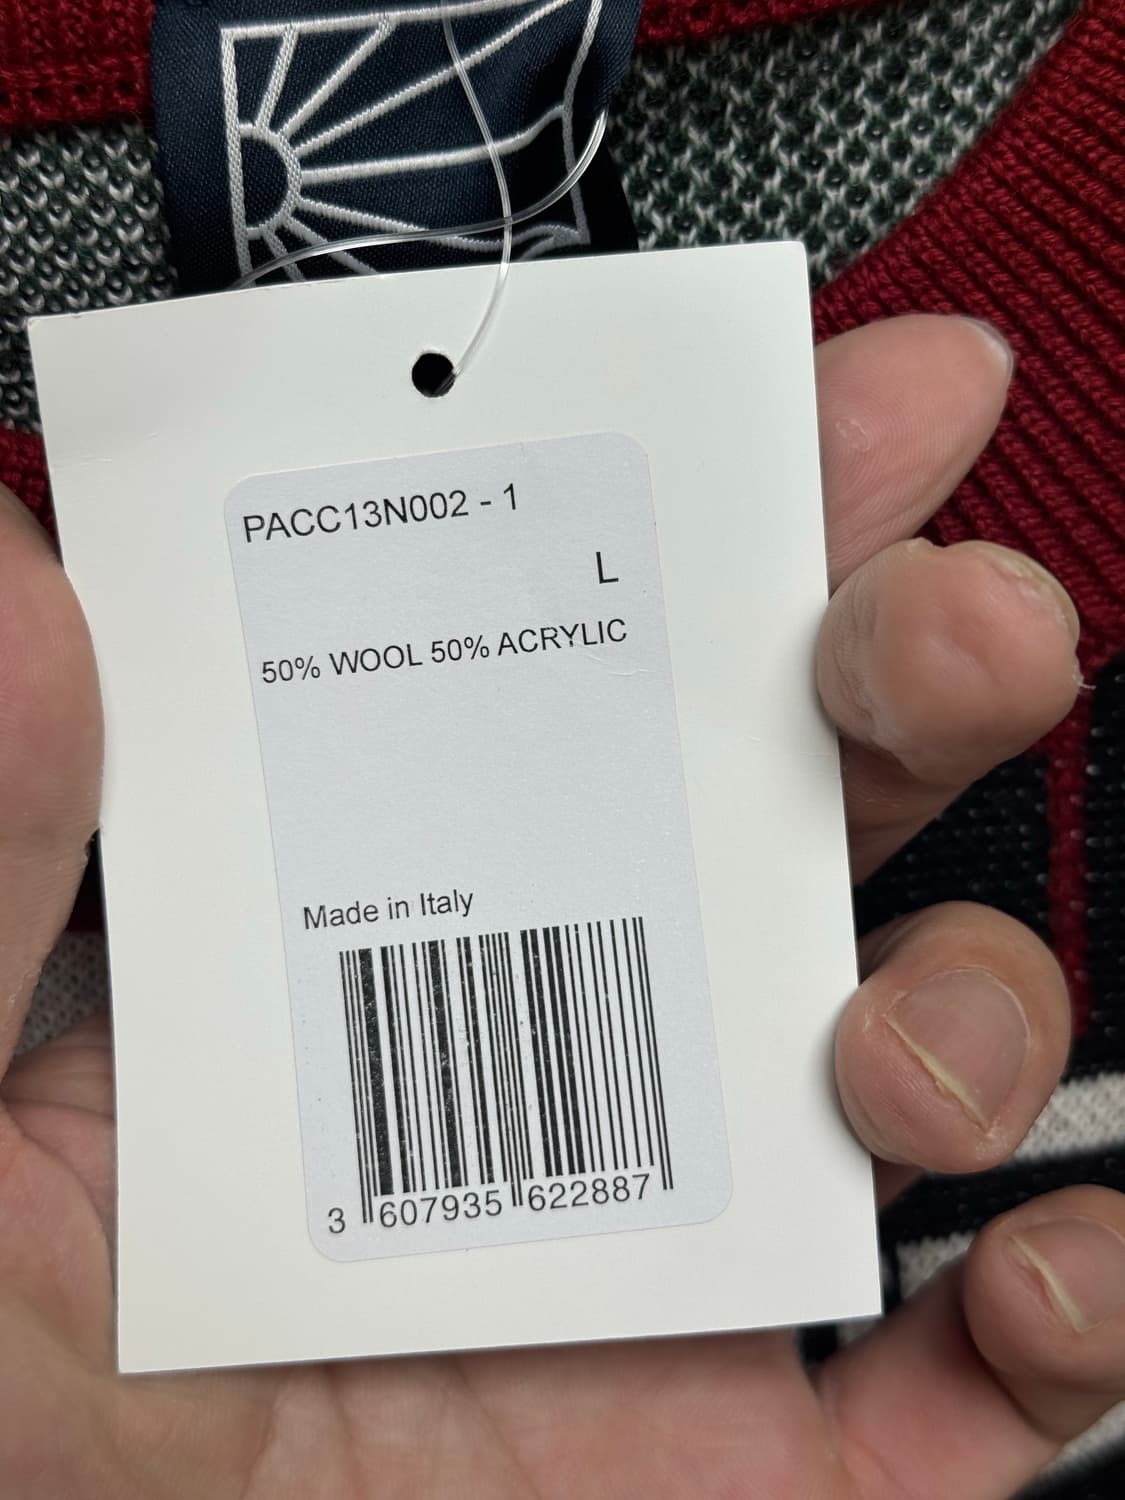 PACC13N002 - 1
L
50% WOOL 50% ACRYLIC
Made in Italy
3 607935 622887